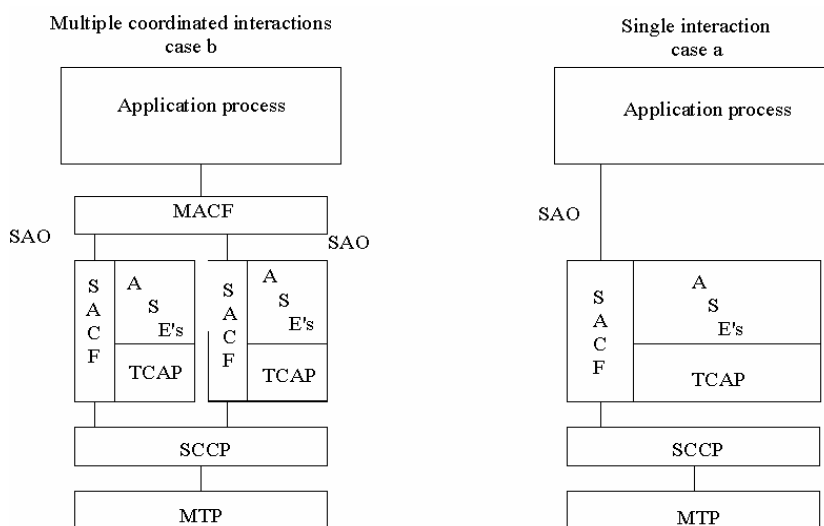 Multiple coordinated interactions
case b
Application process
MACF
SAO
SAO
S
A
C
F
A
S
E's
TCAP
S
A
C
F
A
S
E's
TCAP
SCCP
MTP
Single interaction
case a
Application process
SAO
S
A
C
F
A
S
E's
TCAP
SCCP
MTP